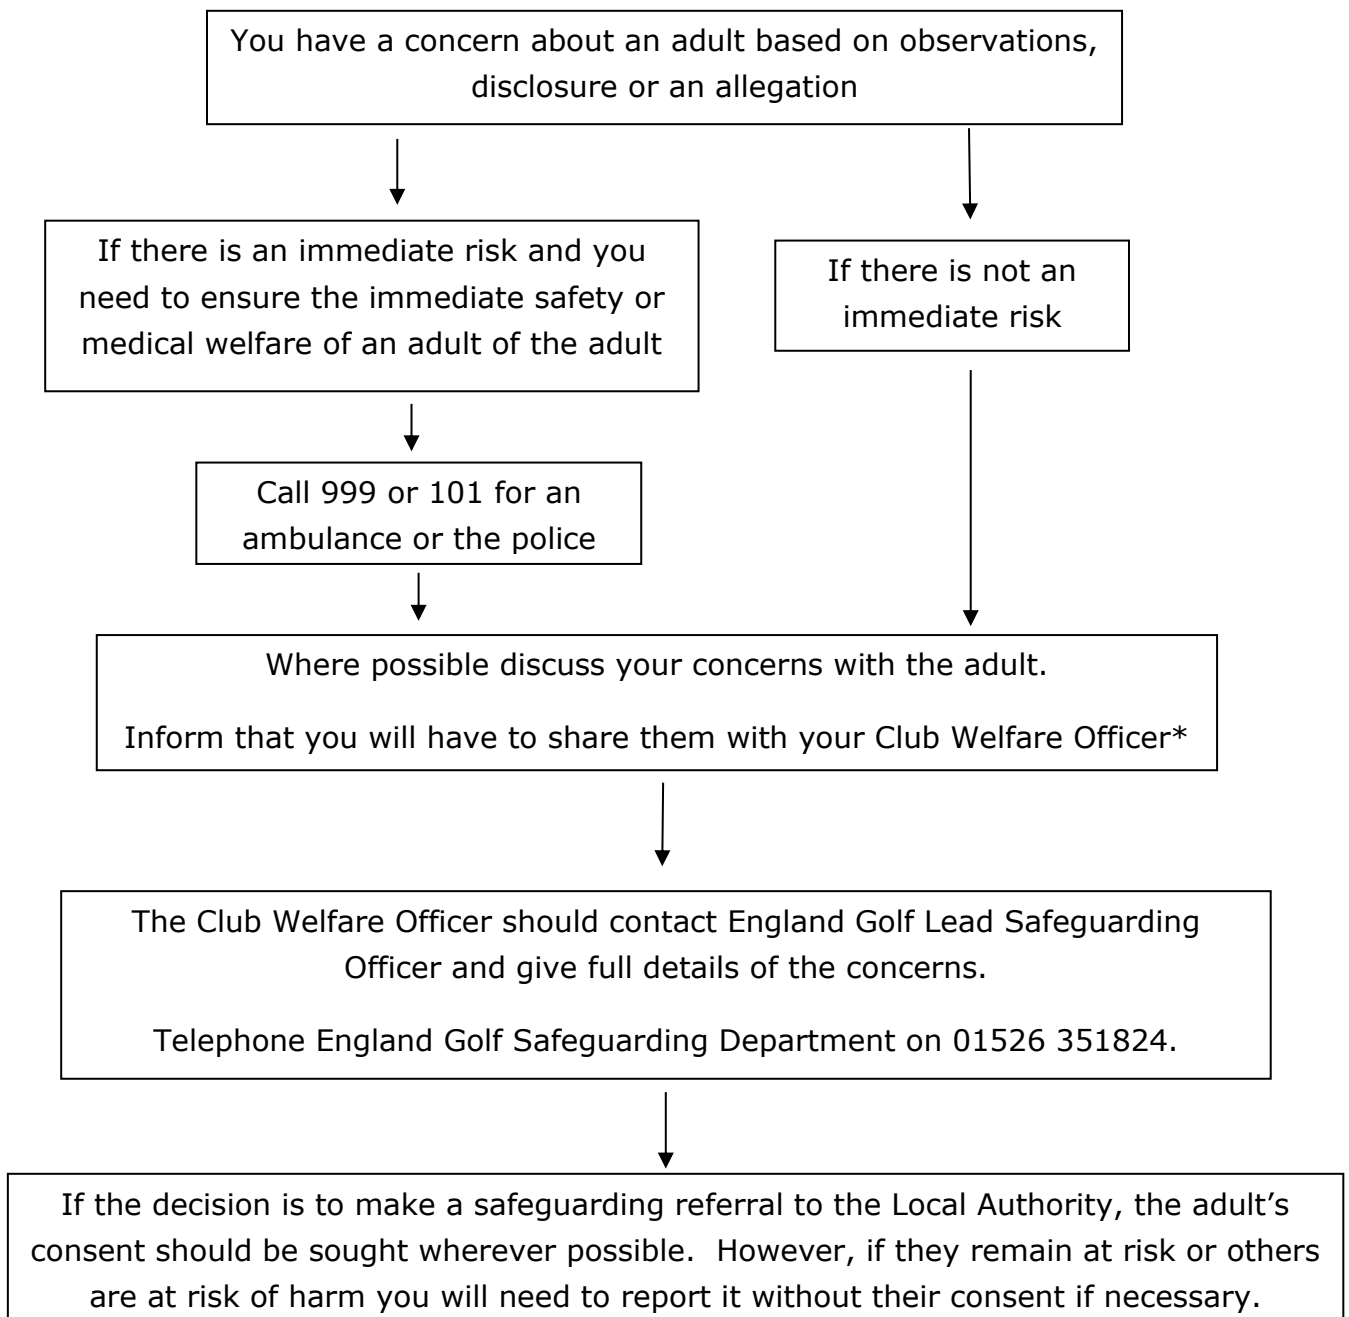 You have a concern about an adult based on observations,
disclosure or an allegation
If there is an immediate risk and you
need to ensure the immediate safety or
medical welfare of an adult of the adult
If there is not an
immediate risk
Call 999 or 101 for an
ambulance or the police
Where possible discuss your concerns with the adult.
Inform that you will have to share them with your Club Welfare Officer*
The Club Welfare Officer should contact England Golf Lead Safeguarding
Officer and give full details of the concerns.
Telephone England Golf Safeguarding Department on 01526 351824.
If the decision is to make a safeguarding referral to the Local Authority, the adult’s
consent should be sought wherever possible.  However, if they remain at risk or others
are at risk of harm you will need to report it without their consent if necessary.